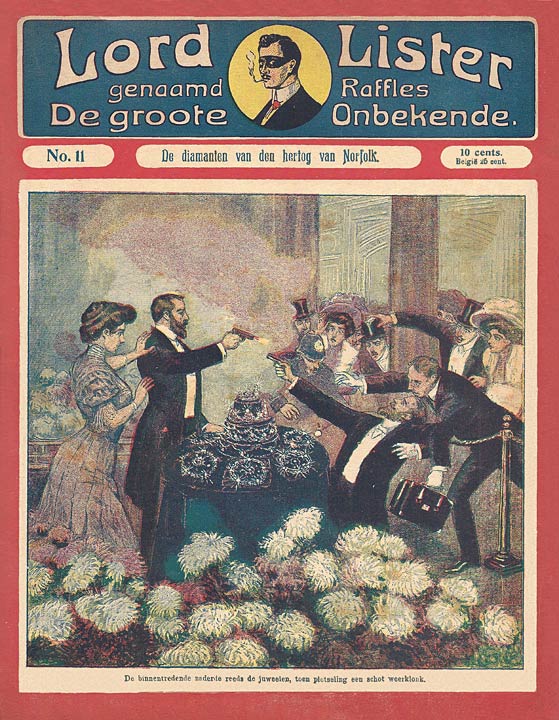 Lord Lister
genaamd Raffles
De groote Onbekende.
No. 11
De diamanten van den hertog van Norfolk.
10 cents.
België 25 cent.
De binnentredende naderde reeds de juweelen, toen plotseling een schot weerklonk.